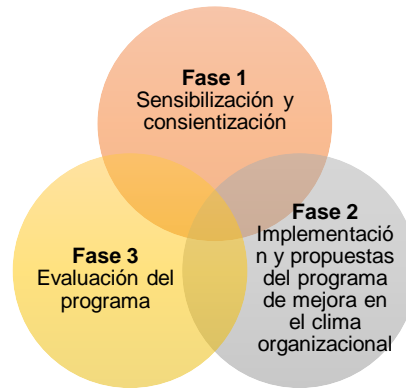 Fase 1
Sensibilización y
consientización
Fase 2
Implementació
n y propuestas
del programa
de mejora en
el clima
organizacional
Fase 3
Evaluación del
programa